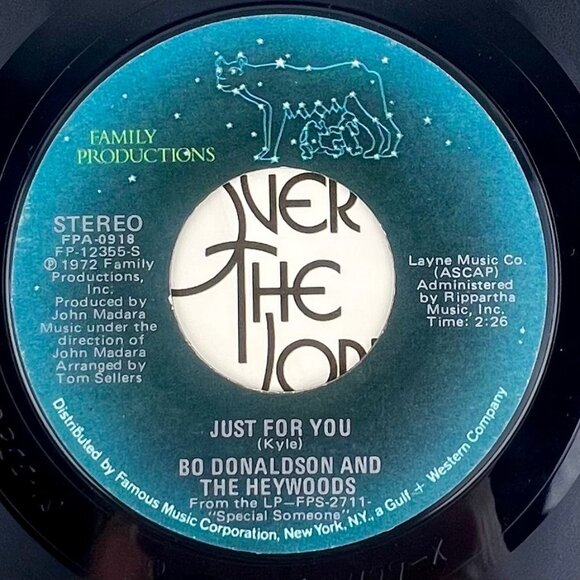 FAMILY
PRODUCTIONS
STEREO
FPA-0918
FP-12355-S
℗ 1972 Family
Productions,
Inc.
Produced by
John Madara
Music under the
direction of
John Madara
Arranged by
Tom Sellers
Layne Music Co.
(ASCAP)
Administered
by Rippartha
Music, Inc.
Time: 2:26
OVER
THE
JUST FOR YOU
(Kyle)
BO DONALDSON AND
THE HEYWOODS
From the LP—FPS-2711-
"Special Someone"
Distributed by Famous Music Corporation, New York, NY., a Gulf + Western Company